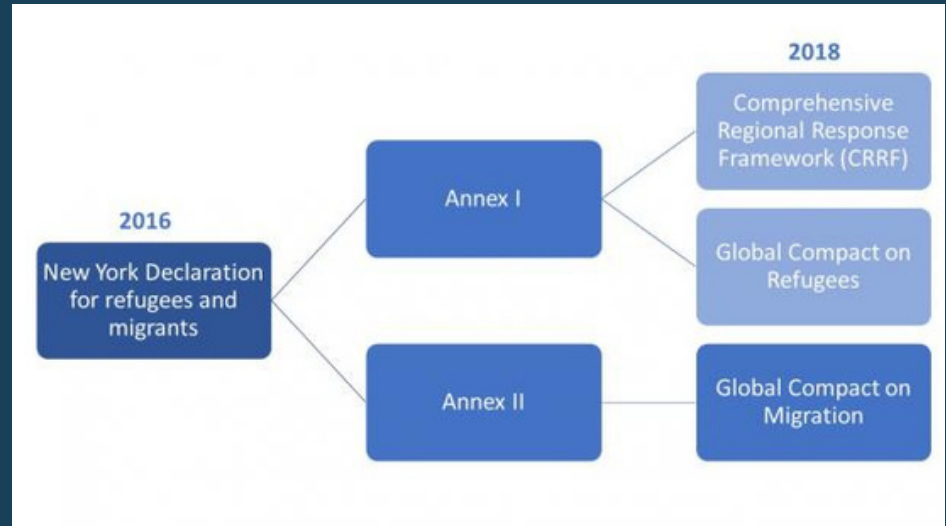 2016
New York Declaration
for refugees and
migrants
Annex I
Annex II
2018
Comprehensive
Regional Response
Framework (CRRF)
Global Compact on
Refugees
Global Compact on
Migration